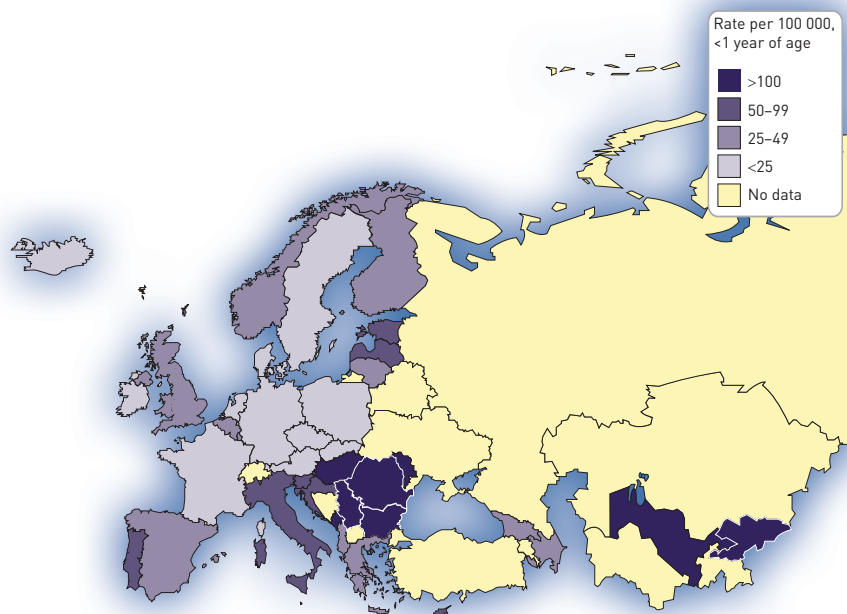 Rate per 100 000,
<1 year of age
>100
50–99
25–49
<25
No data